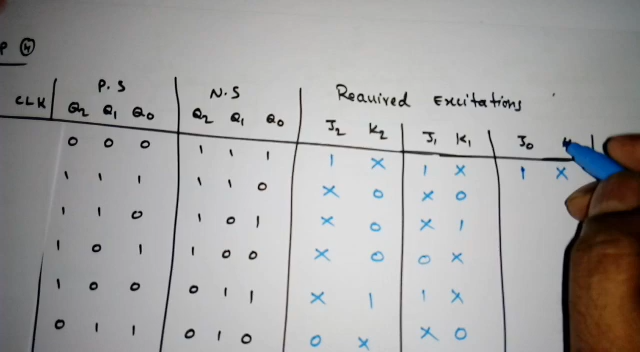 P 4
P.S N.S Required Excitations
CLK Q2 Q1 Q0 Q2 Q1 Q0 J2 K2 J1 K1 J0
0 0 0 1 1 1 1 X 1 X 1 X
1 1 1 1 1 0 X 0 X 0
1 1 0 1 0 1 X 0 X 1
1 0 1 1 0 0 X 0 0 X
1 0 0 0 1 1 X 1 1 X
0 1 1 0 1 0 0 X X 0